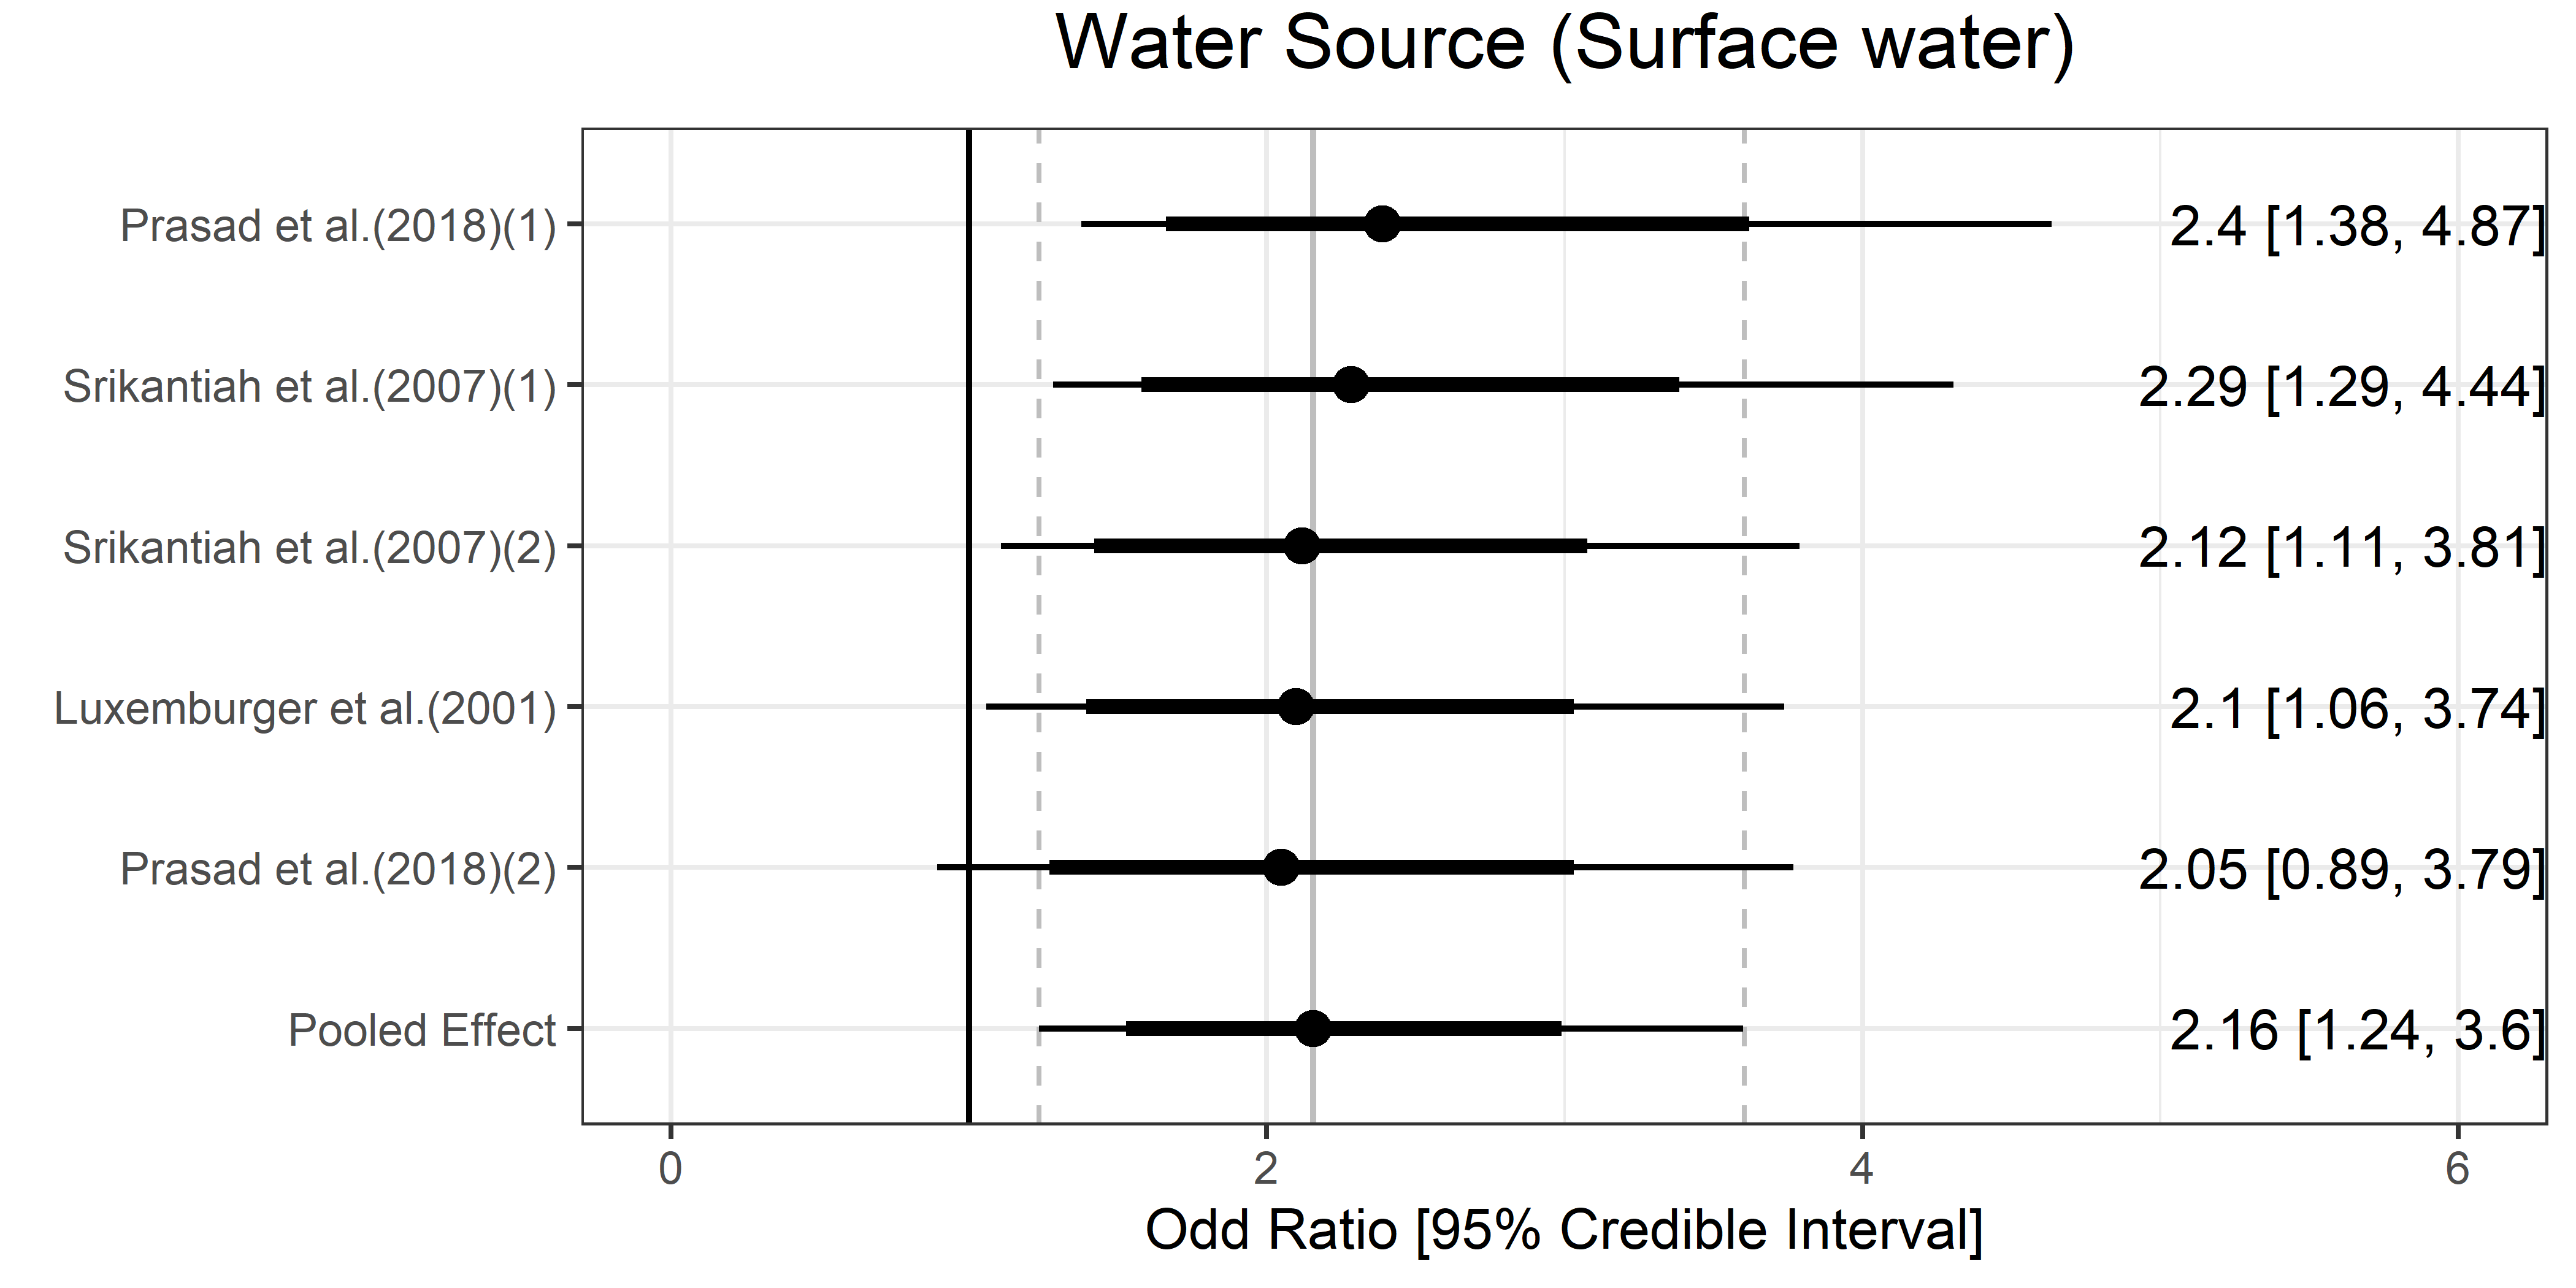 Water Source (Surface water)
Prasad et al.(2018)(1) 2.4 [1.38, 4.87]
Srikantiah et al.(2007)(1) 2.29 [1.29, 4.44]
Srikantiah et al.(2007)(2) 2.12 [1.11, 3.81]
Luxemburger et al.(2001) 2.1 [1.06, 3.74]
Prasad et al.(2018)(2) 2.05 [0.89, 3.79]
Pooled Effect 2.16 [1.24, 3.6]
0 2 4 6
Odd Ratio [95% Credible Interval]